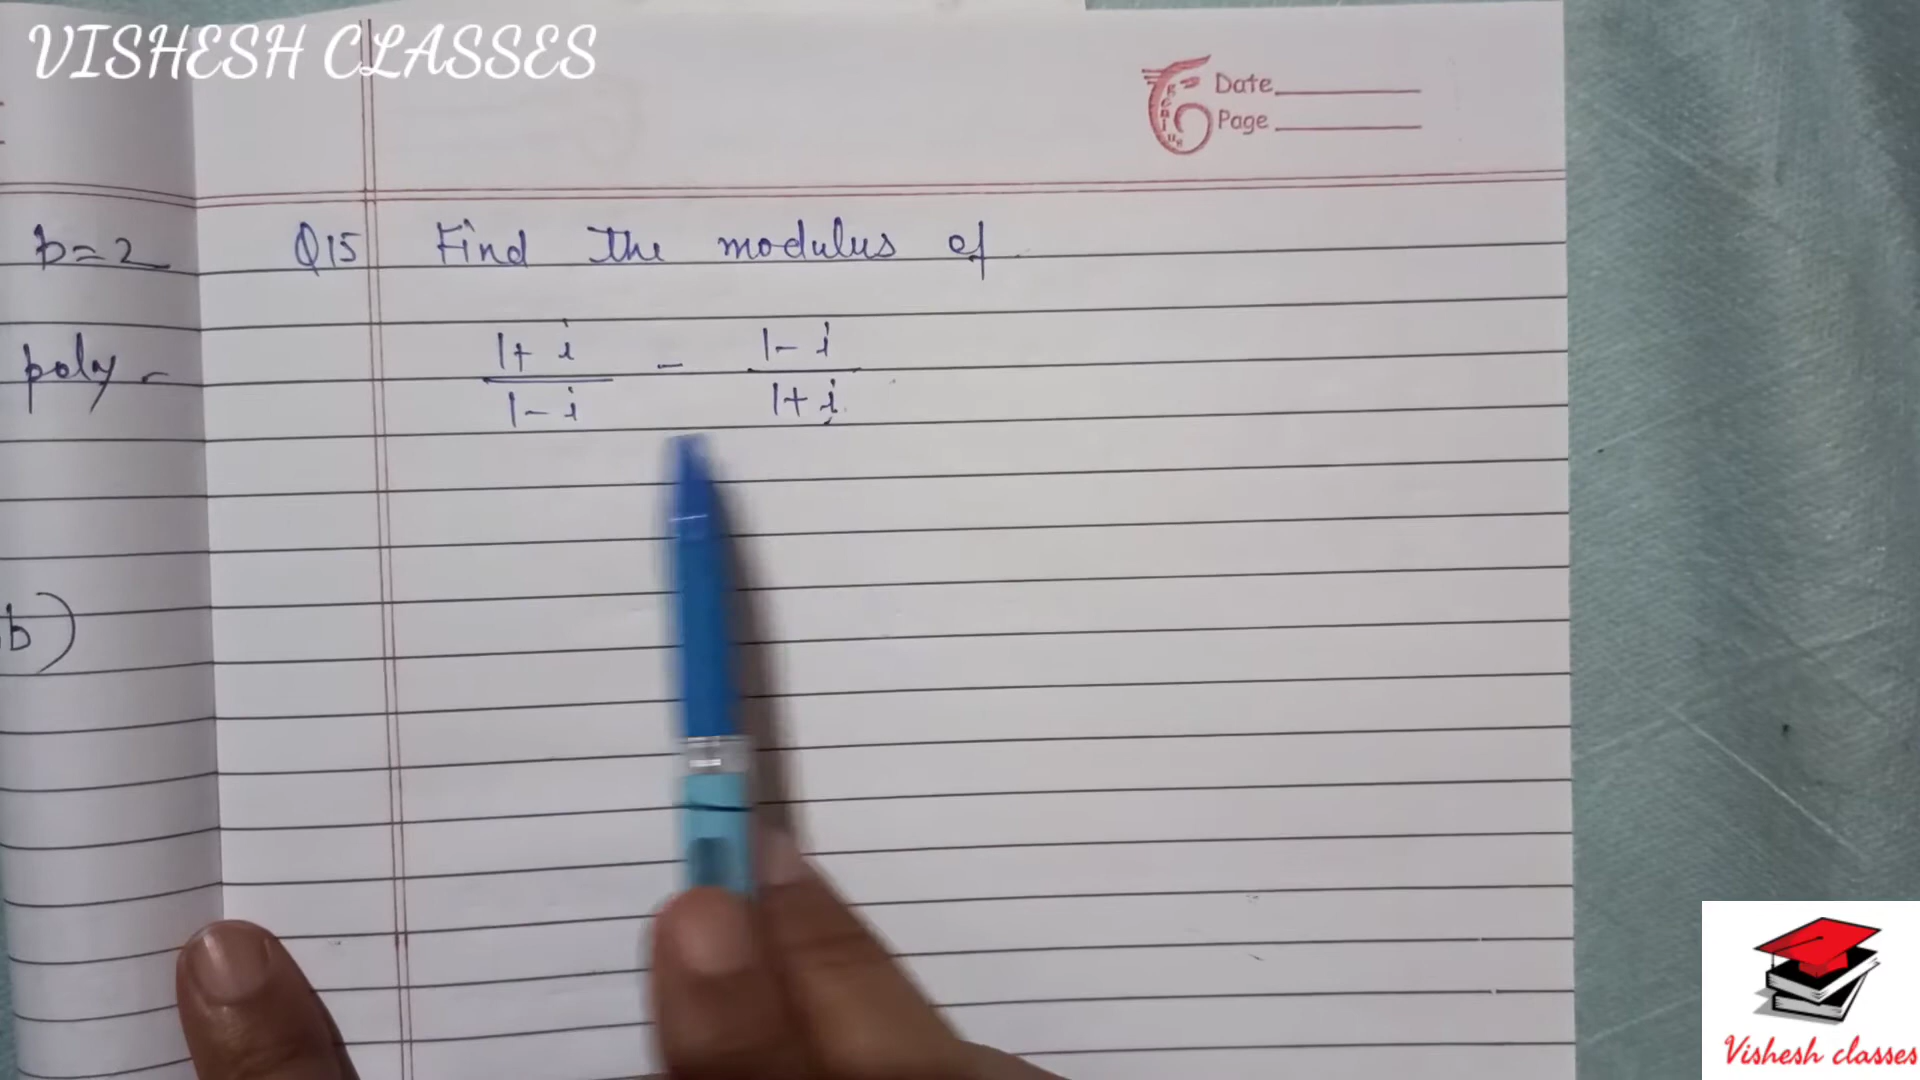 VISHESH CLASSES
Date
Page
b=2
poly -
b)
Q15 Find the modulus of
1+i/1-i - 1-i/1+i
Vishesh classes